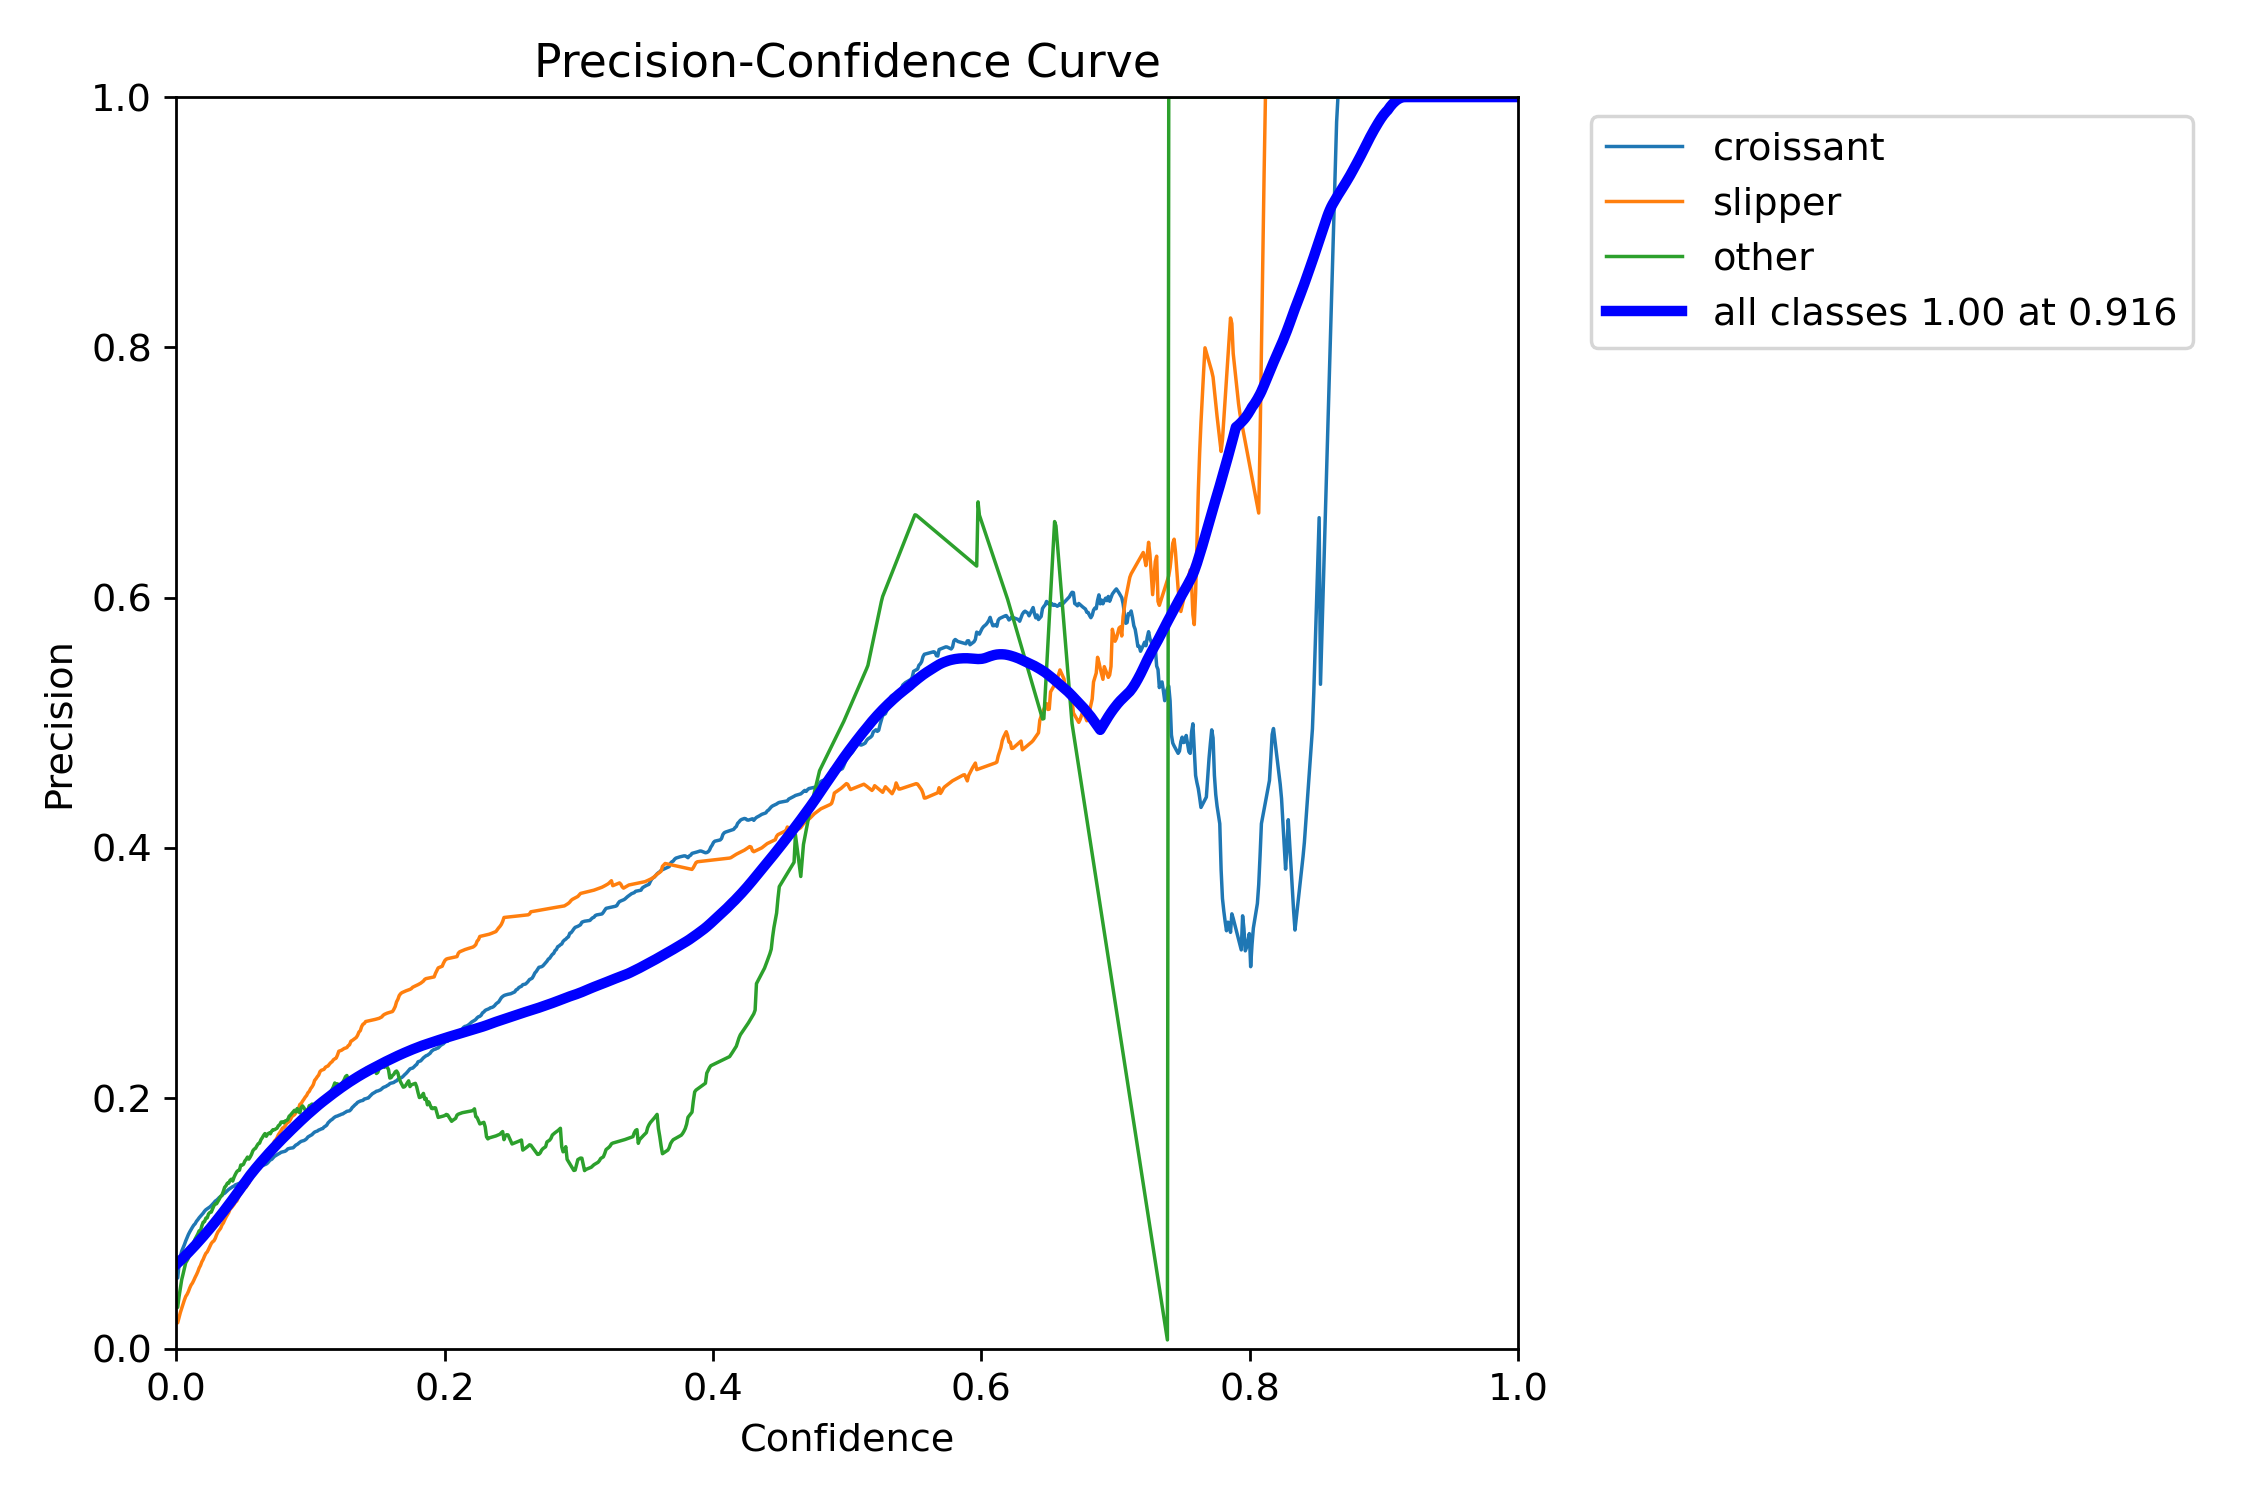 Precision-Confidence Curve
1.0
0.8
0.6
0.4
0.2
0.0
Precision
0.0 0.2 0.4 0.6 0.8 1.0
Confidence
croissant
slipper
other
all classes 1.00 at 0.916